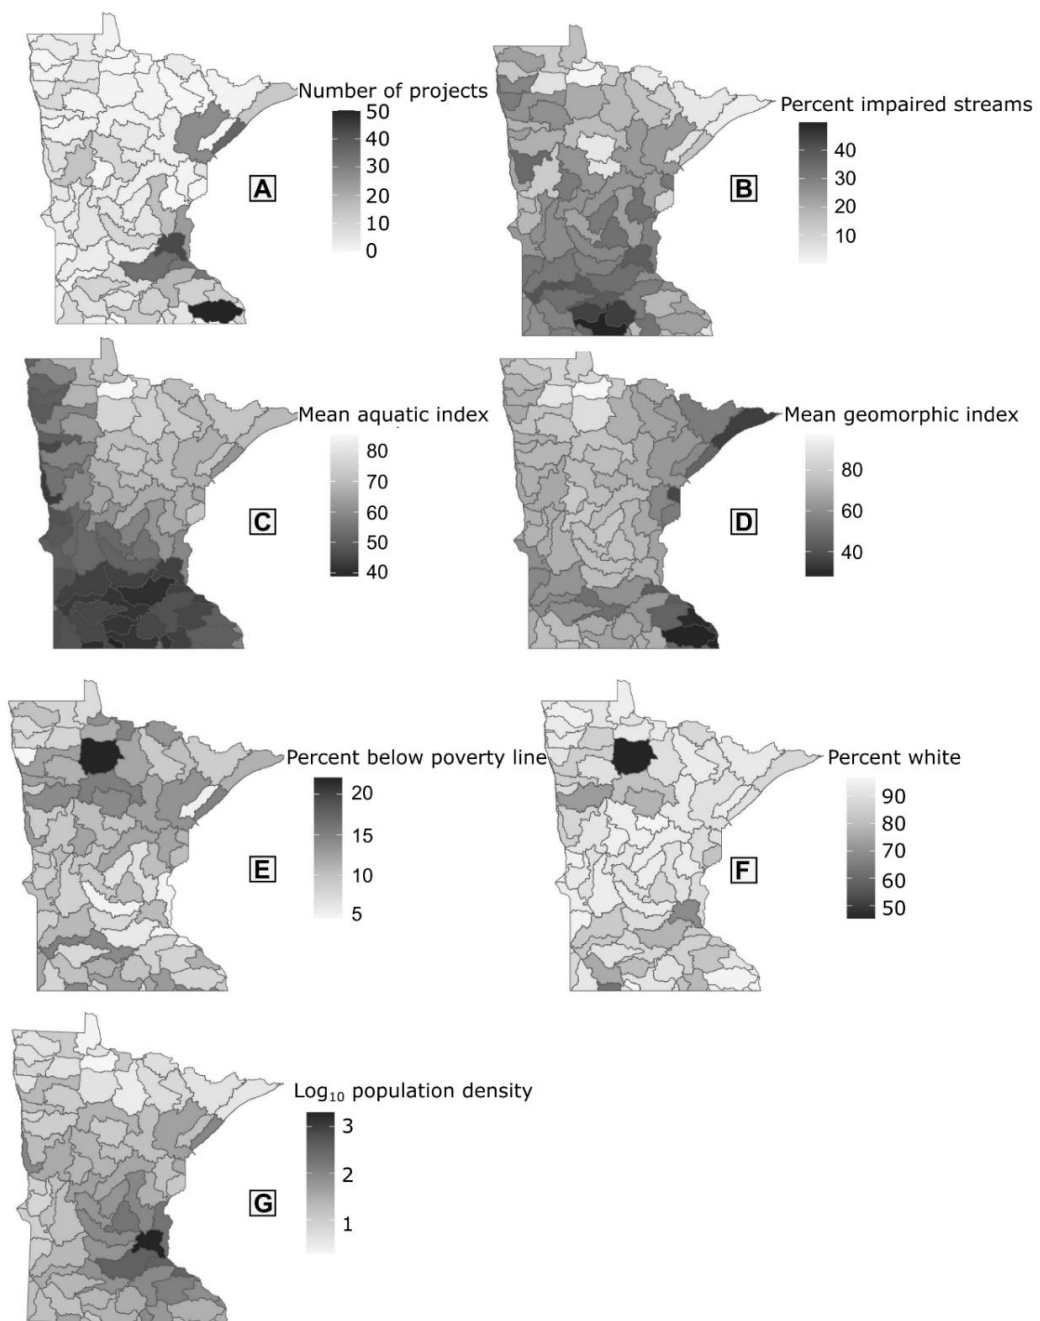 Number of projects
50
40
30
20
10
0
A
Percent impaired streams
40
30
20
10
B
Mean aquatic index
80
70
60
50
40
C
Mean geomorphic index
80
60
40
D
Percent below poverty line
20
15
10
5
E
Percent white
90
80
70
60
50
F
Log₁₀ population density
3
2
1
G